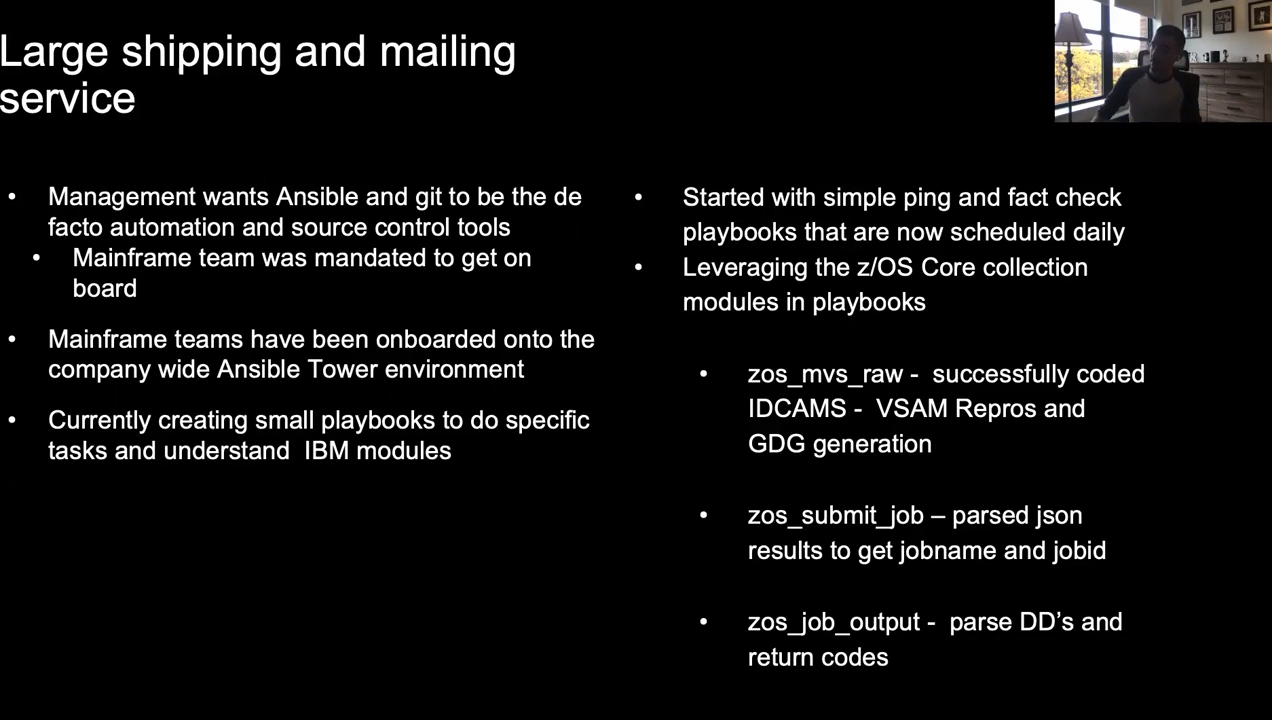 Large shipping and mailing
service
• Management wants Ansible and git to be the de
facto automation and source control tools
• Mainframe team was mandated to get on
board
• Mainframe teams have been onboarded onto the
company wide Ansible Tower environment
• Currently creating small playbooks to do specific
tasks and understand  IBM modules
• Started with simple ping and fact check
playbooks that are now scheduled daily
• Leveraging the z/OS Core collection
modules in playbooks
• zos_mvs_raw -  successfully coded
IDCAMS -  VSAM Repros and
GDG generation
• zos_submit_job – parsed json
results to get jobname and jobid
• zos_job_output -  parse DD’s and
return codes